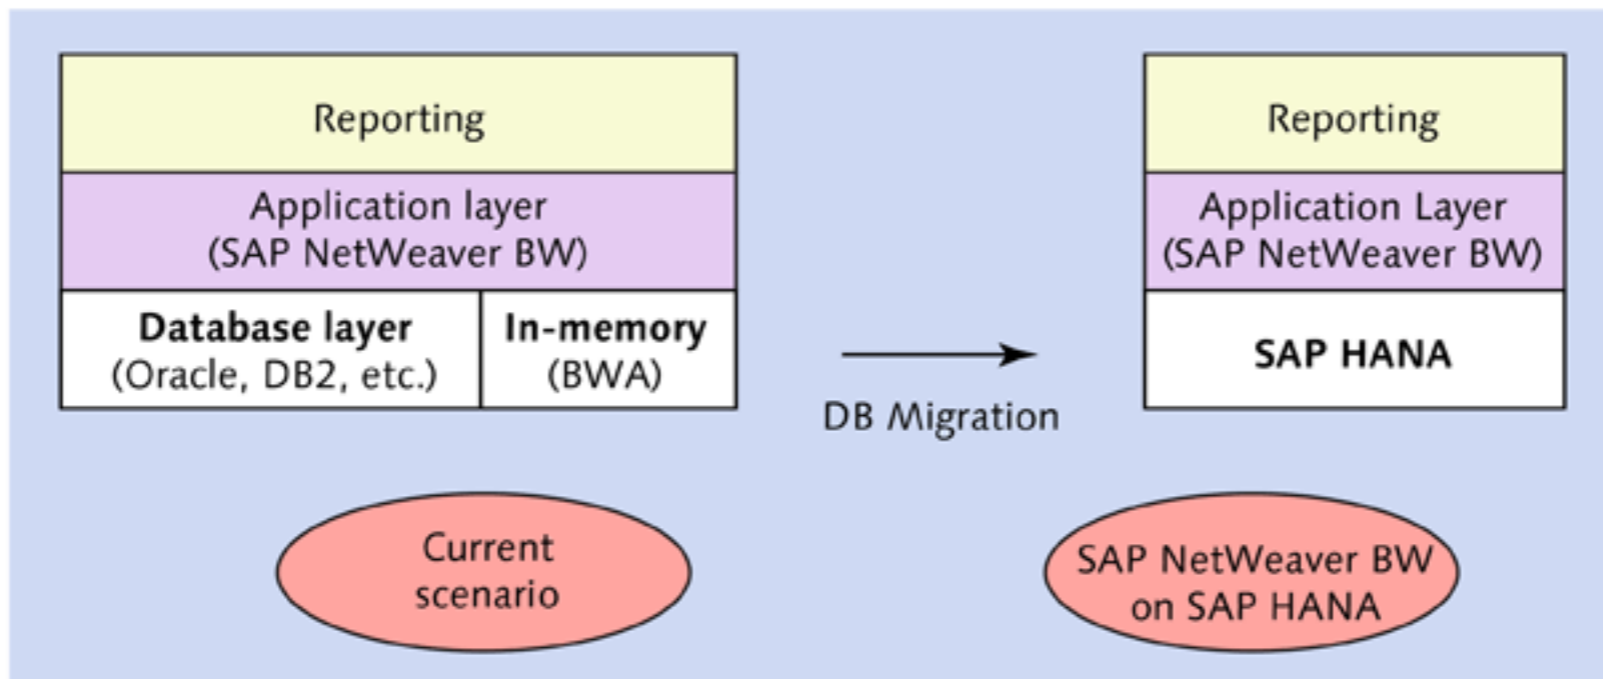 Reporting
Application layer
(SAP NetWeaver BW)
Database layer
(Oracle, DB2, etc.)
In-memory
(BWA)
DB Migration
Reporting
Application Layer
(SAP NetWeaver BW)
SAP HANA
Current
scenario
SAP NetWeaver BW
on SAP HANA